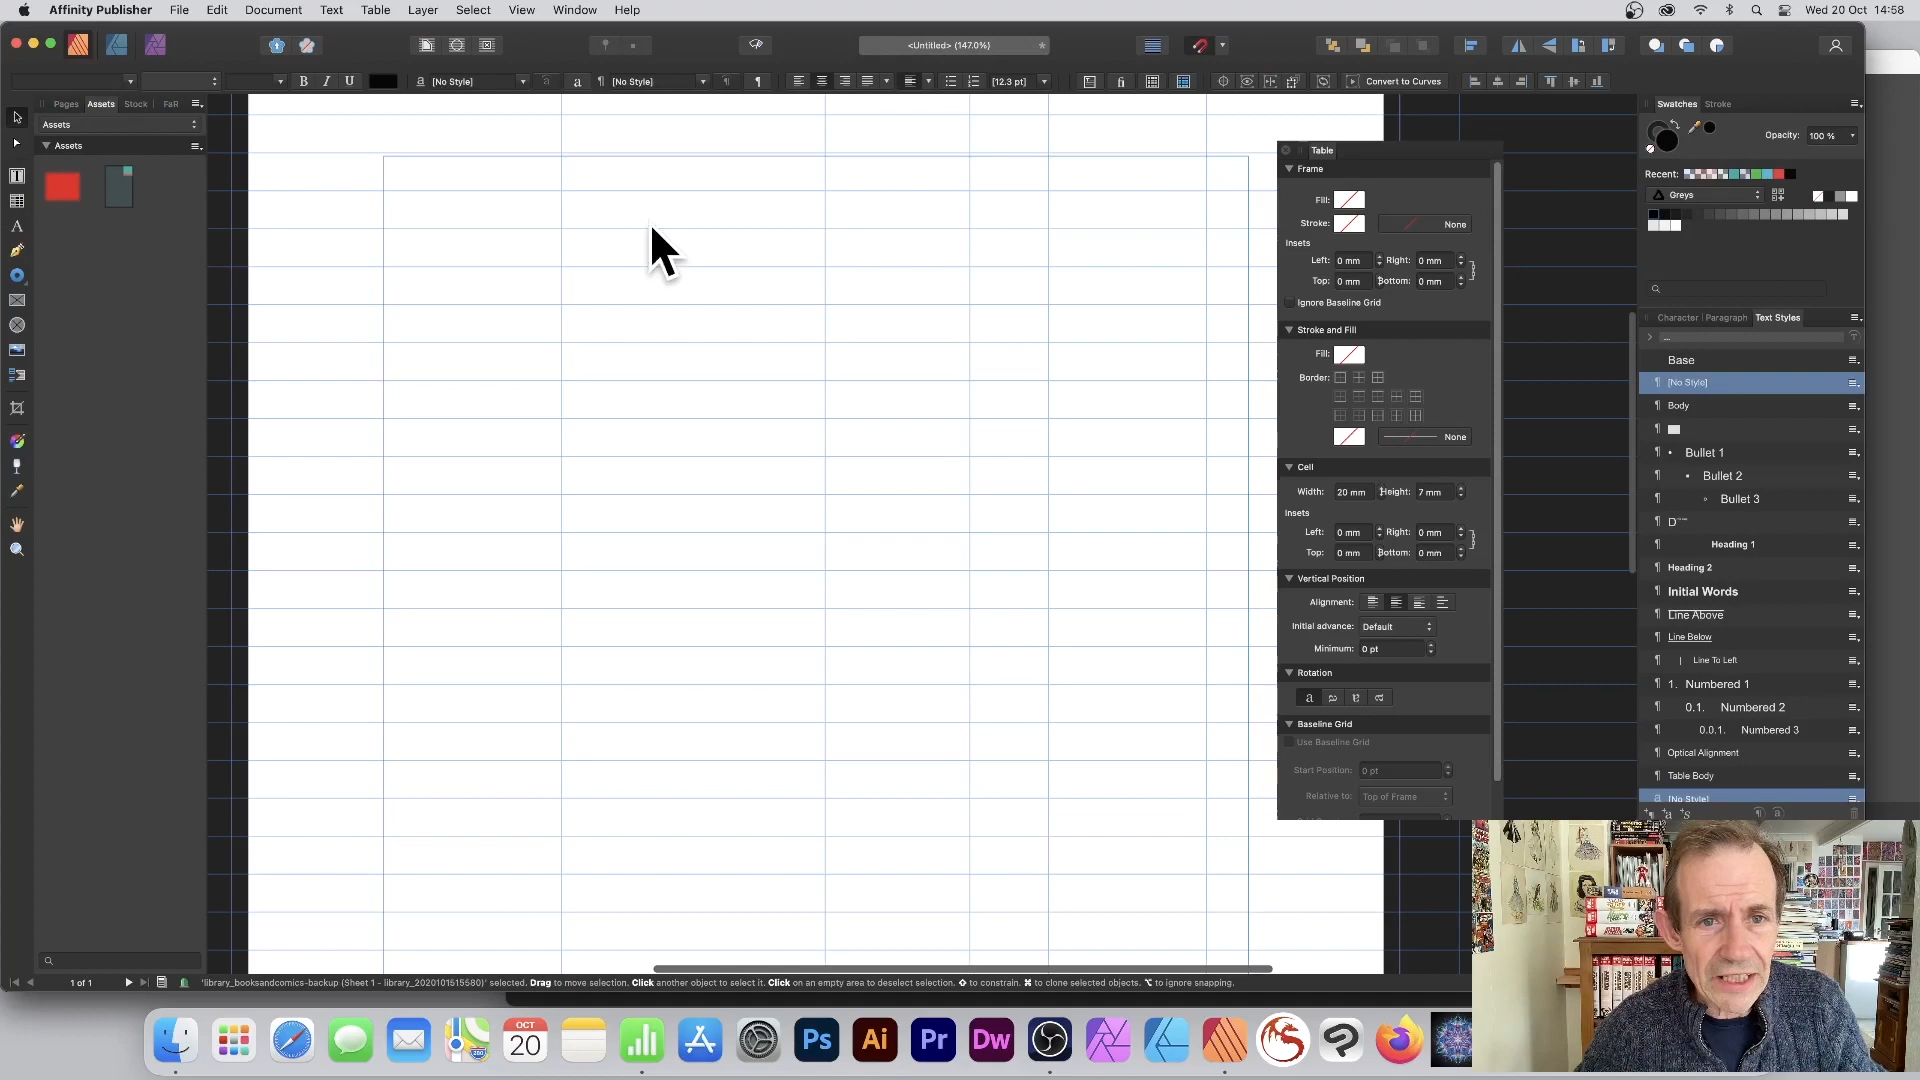 Affinity Publisher File Edit Document Text Table Layer Select View Window Help Wed 20 Oct 14:58
<Untitled> (147.0%)
B I U a [No Style] a a ¶ [No Style] ¶ [12.3 pt] fi Convert to Curves
Pages Assets Stock FaR
Assets
Assets
Table
Frame
Fill:
Stroke: None
Insets
Left: 0 mm Right: 0 mm
Top: 0 mm Bottom: 0 mm
Ignore Baseline Grid
Stroke and Fill
Fill:
Border:
None
Cell
Width: 20 mm Height: 7 mm
Insets
Left: 0 mm Right: 0 mm
Top: 0 mm Bottom: 0 mm
Vertical Position
Alignment:
Initial advance: Default
Minimum: 0 pt
Rotation
a a a a
Baseline Grid
Use Baseline Grid
Start Position: 0 pt
Relative to: Top of Frame
Swatches Stroke
Opacity: 100 %
Recent:
Greys
Character Paragraph Text Styles
...
Base
[No Style]
Body
• Bullet 1
• Bullet 2
◦ Bullet 3
Heading 1
Heading 2
Initial Words
Line Above
Line Below
| Line To Left
1. Numbered 1
0.1. Numbered 2
0.0.1. Numbered 3
Optical Alignment
Table Body
a [No Style]
1 of 1 'library_booksandcomics-backup (Sheet 1 - library_2020101515580)' selected. Drag to move selection. Click another object to select it. Click on an empty area to deselect selection. ⇧ to constrain. ⌘ to clone selected objects. ⌥ to ignore snapping.
OCT
20
Ps Ai Pr Dw